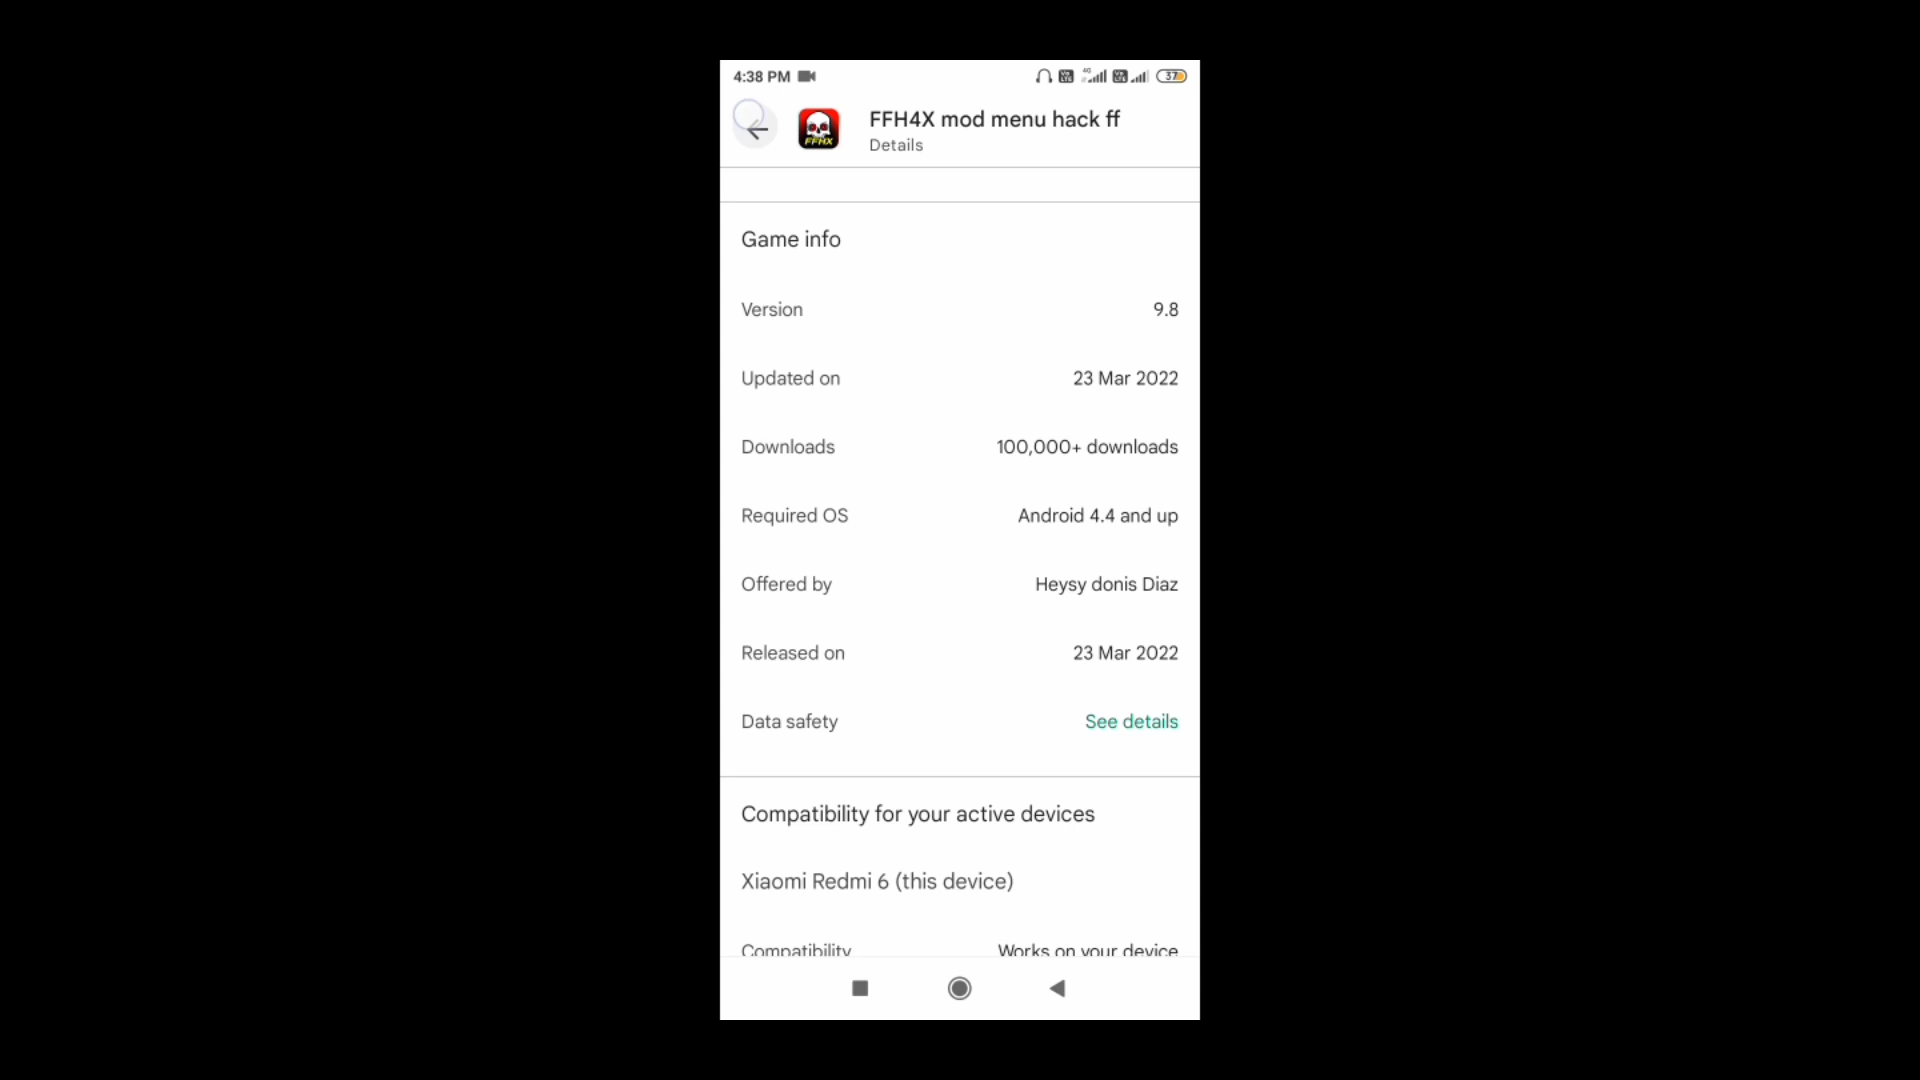 4:38 PM
4G
37
FFH4X mod menu hack ff
FFHX
Details
Game info
Version 9.8
Updated on 23 Mar 2022
Downloads 100,000+ downloads
Required OS Android 4.4 and up
Offered by Heysy donis Diaz
Released on 23 Mar 2022
Data safety See details
Compatibility for your active devices
Xiaomi Redmi 6 (this device)
Compatibility Works on your device